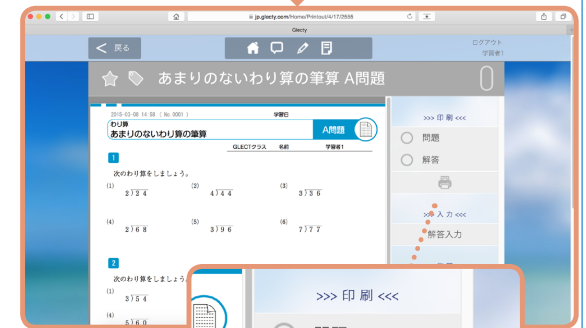 jp.glecty.com/Home/Printout/4/17/3555
Glecty
戻る
ログアウト
学習者1
あまりのないわり算の筆算 A問題
2015-03-08 14:58 ( No.0001 )
学習日
わり算
あまりのないわり算の筆算
A問題
GLECTクラス 名前 学習者1
1
次のわり算をしましょう。
(1) 2)24 (2) 4)44 (3) 3)36
(4) 2)68 (5) 3)96 (6) 7)77
2
次のわり算をしましょう
(1) 3)54
(4) 5)60
>>> 印刷 <<<
問題
解答
>>> 入力 <<<
解答入力
>>> 印刷 <<<